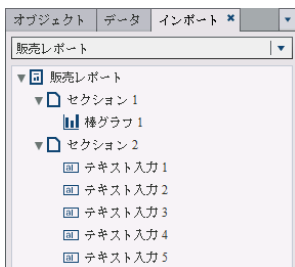 オブジェクト データ インポート
販売レポート
販売レポート
セクション 1
棒グラフ 1
セクション 2
テキスト入力 1
テキスト入力 2
テキスト入力 3
テキスト入力 4
テキスト入力 5